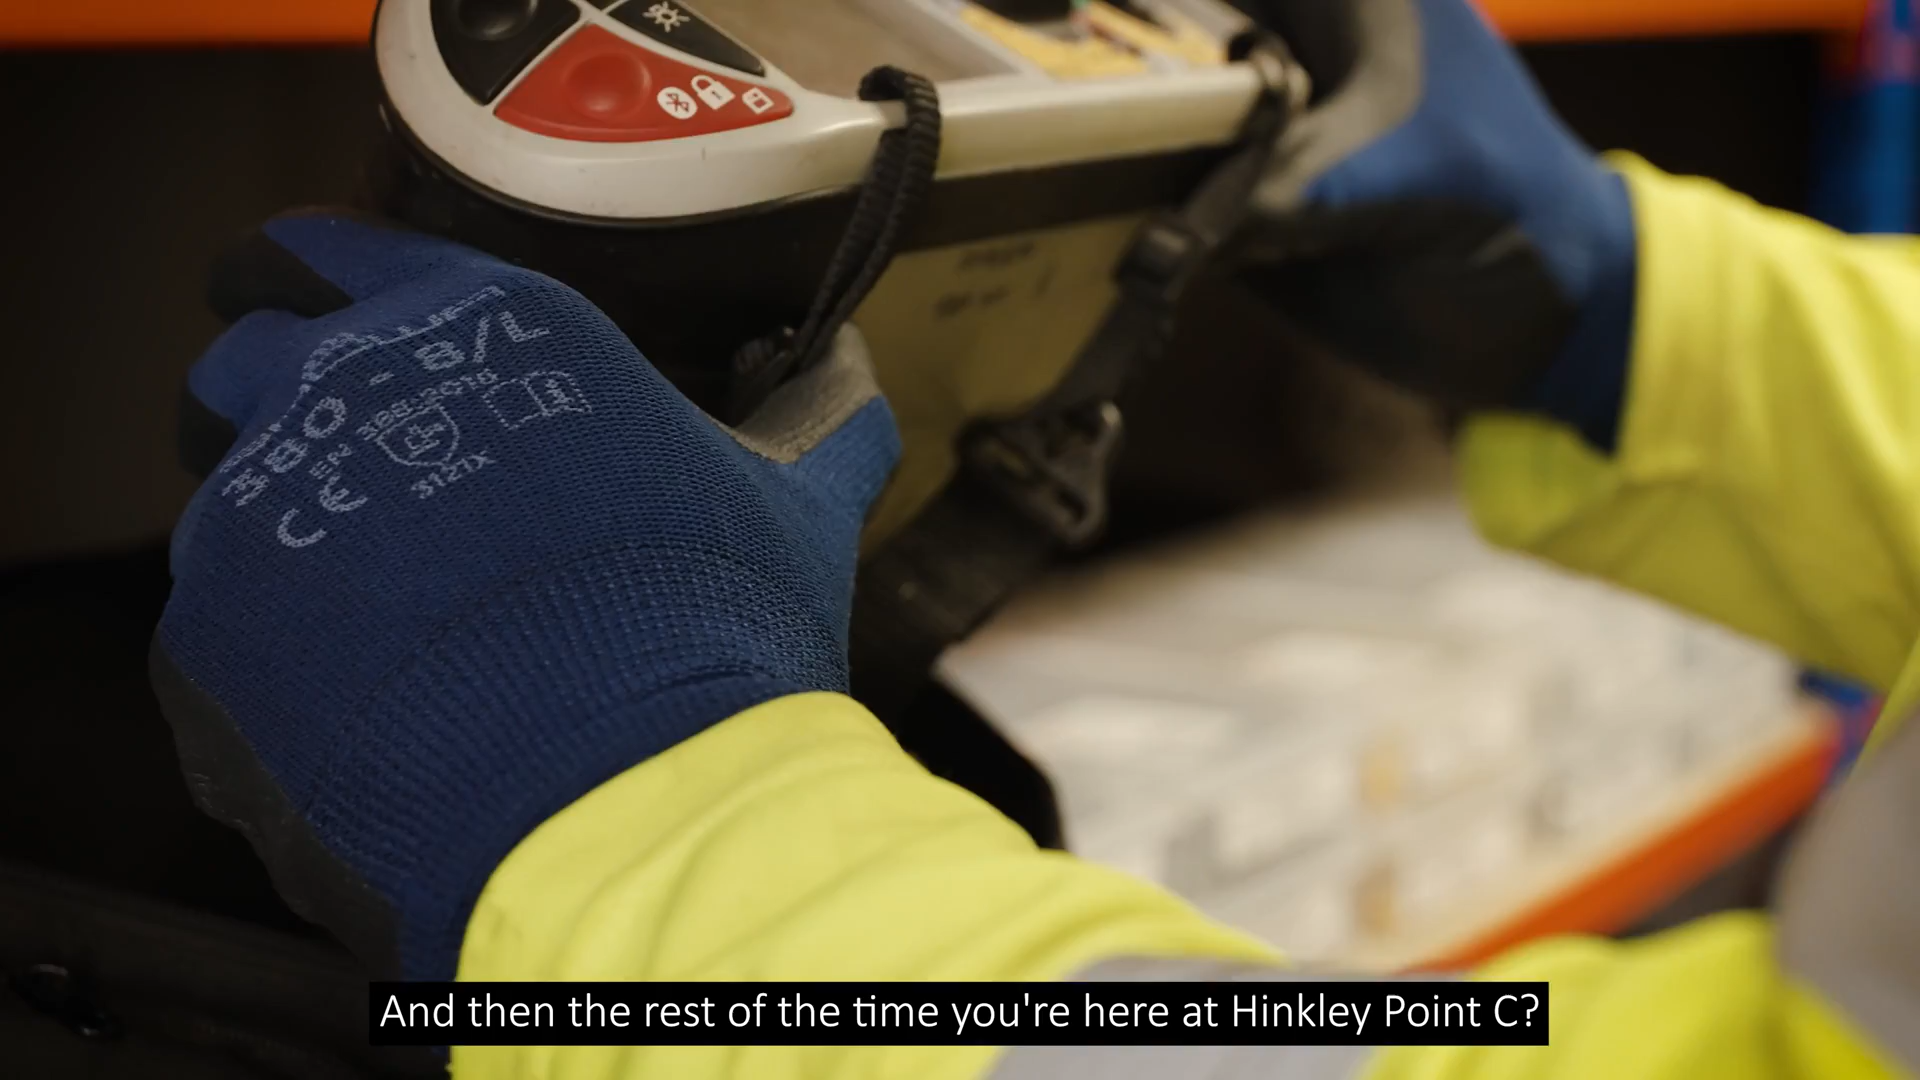 - 8/L
380
EN
388:2016
3121X
CE
And then the rest of the time you're here at Hinkley Point C?